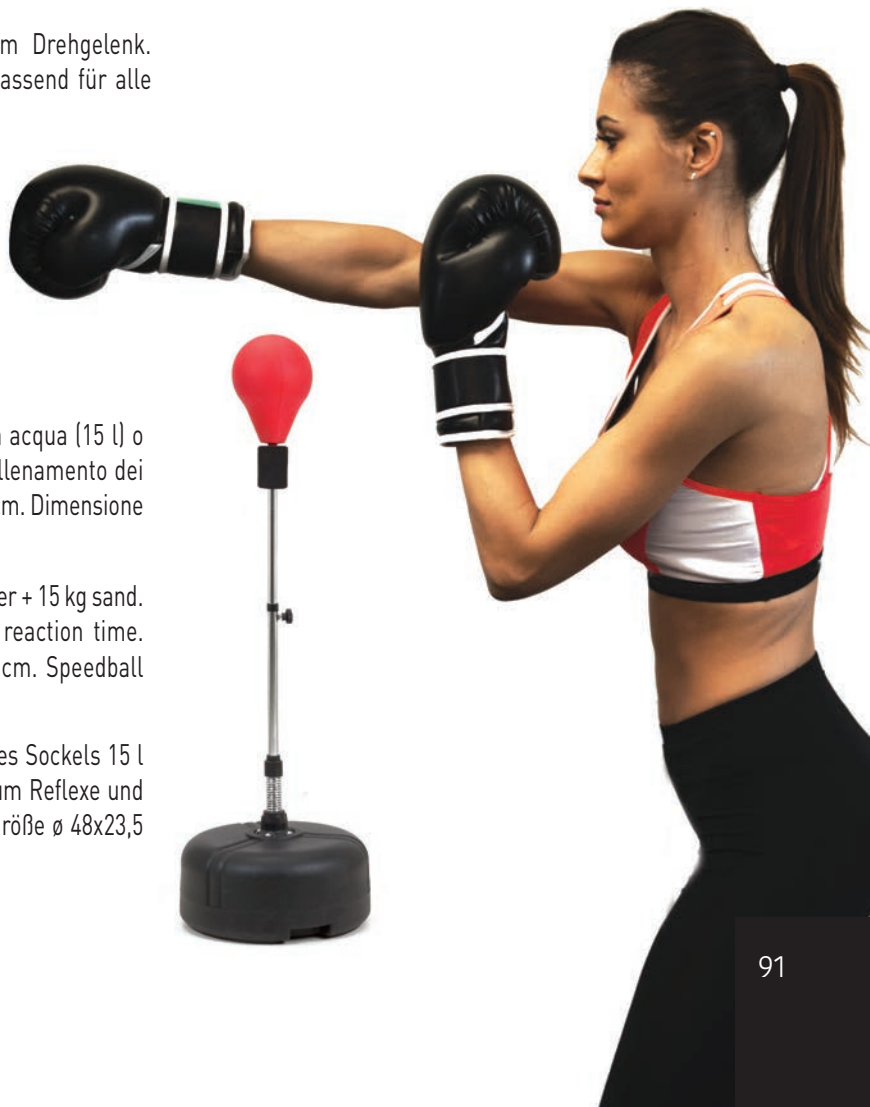 m Drehgelenk.
assend für alle
acqua (15 l) o
llenamento dei
m. Dimensione
er + 15 kg sand.
reaction time.
cm. Speedball
es Sockels 15 l
um Reflexe und
röße ø 48x23,5
91